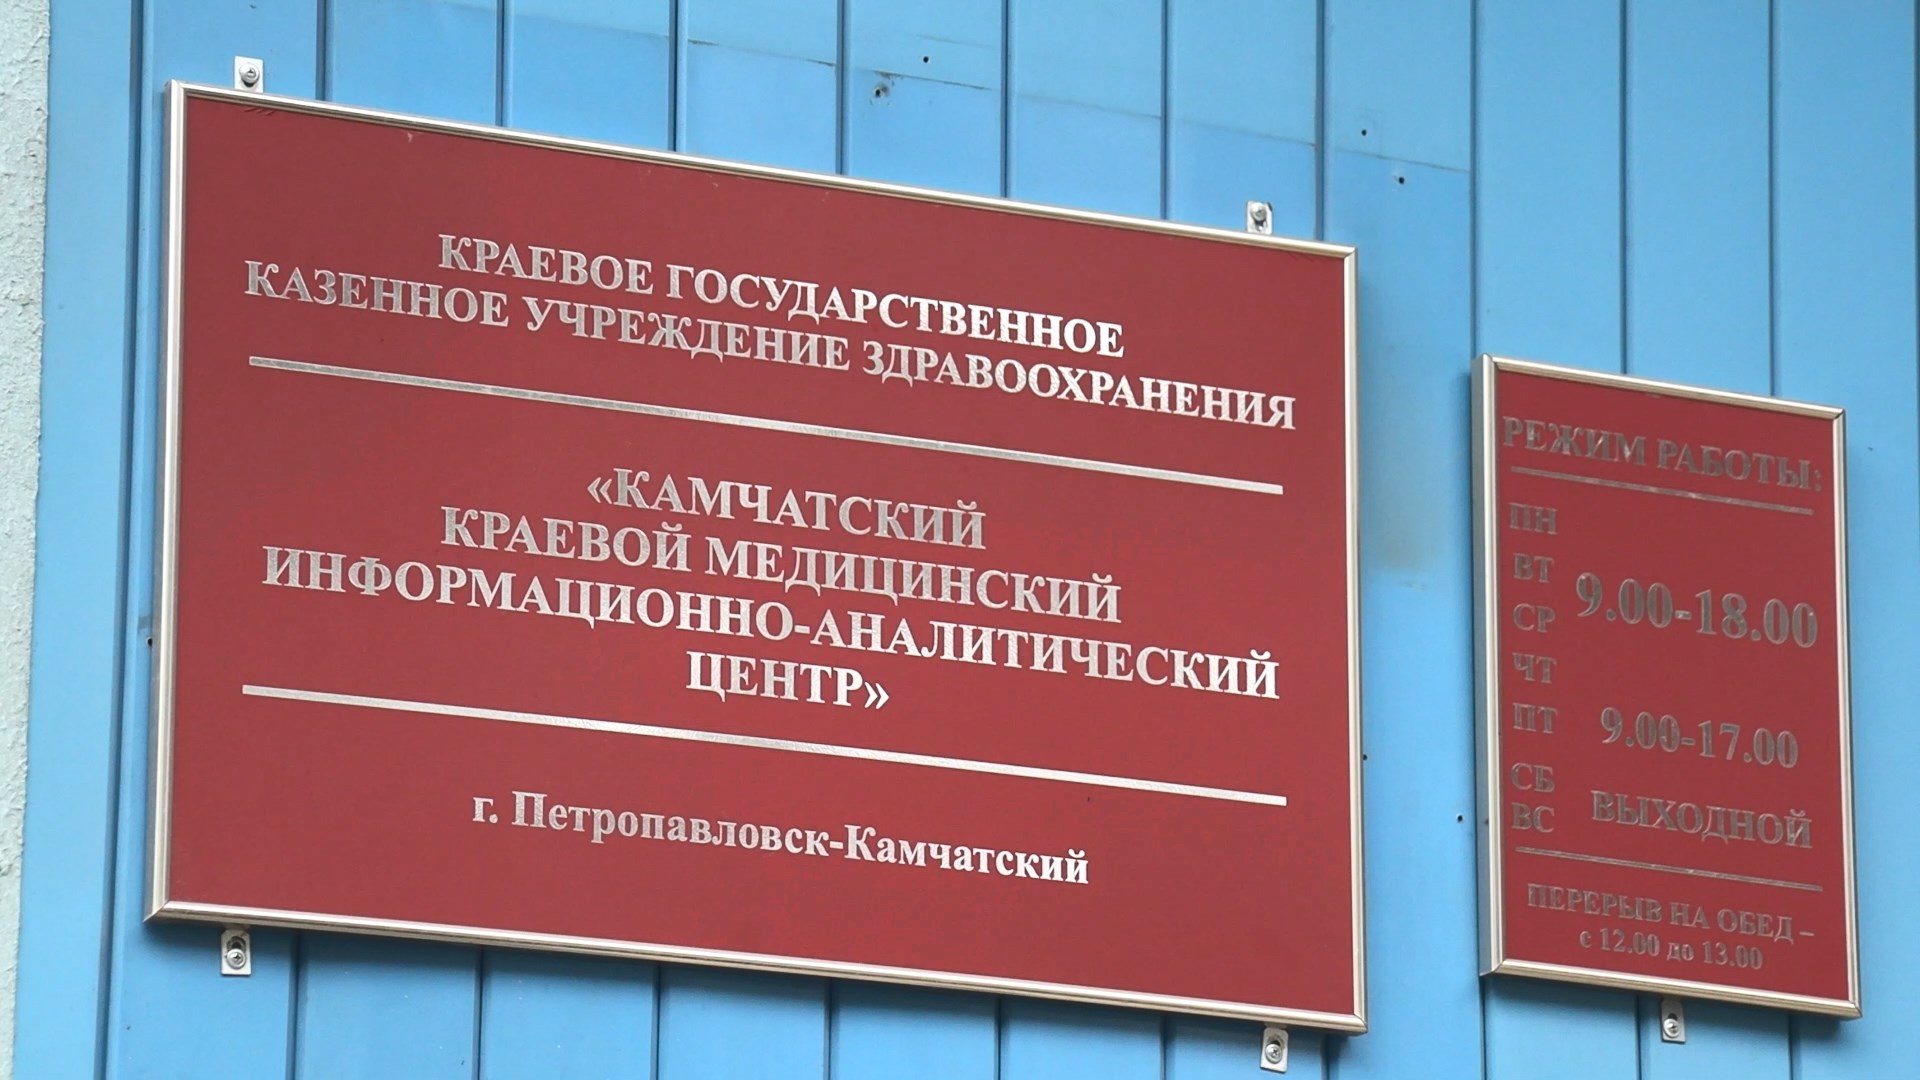 КРАЕВОЕ ГОСУДАРСТВЕННОЕ
КАЗЕННОЕ УЧРЕЖДЕНИЕ ЗДРАВООХРАНЕНИЯ
«КАМЧАТСКИЙ
КРАЕВОЙ МЕДИЦИНСКИЙ
ИНФОРМАЦИОННО-АНАЛИТИЧЕСКИЙ
ЦЕНТР»
г. Петропавловск-Камчатский
РЕЖИМ РАБОТЫ:
ПН
ВТ
СР 9.00-18.00
ЧТ
ПТ 9.00-17.00
СБ
ВС ВЫХОДНОЙ
ПЕРЕРЫВ НА ОБЕД –
с 12.00 до 13.00